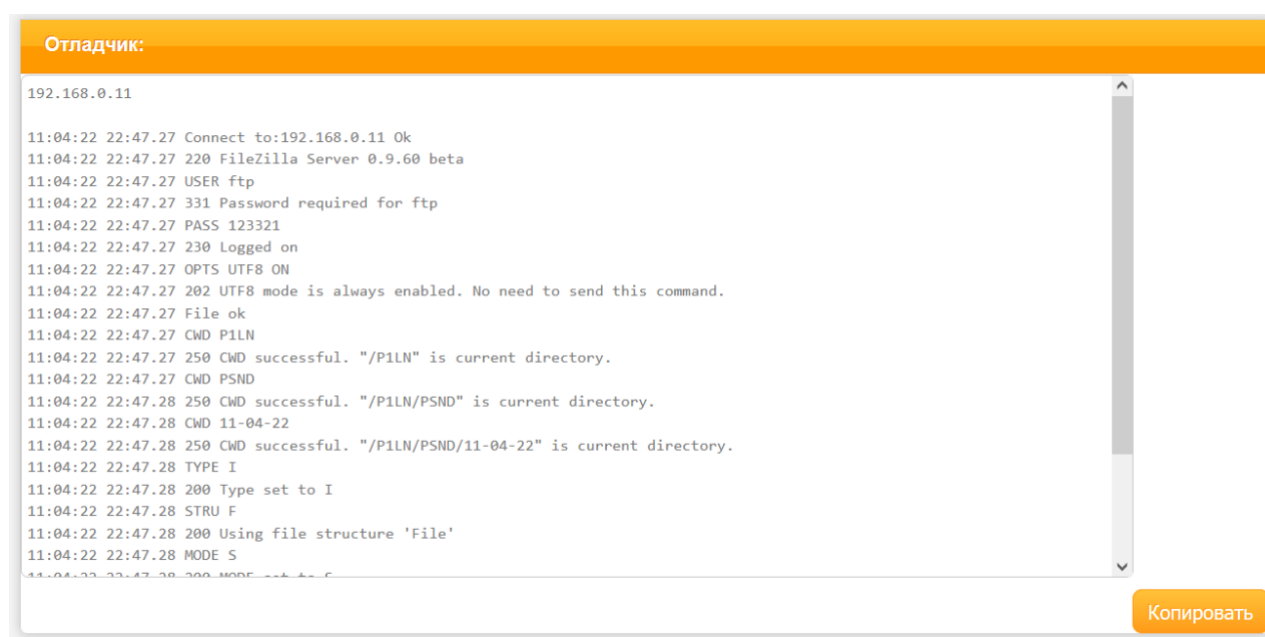 Отладчик:
192.168.0.11
11:04:22 22:47.27 Connect to:192.168.0.11 Ok
11:04:22 22:47.27 220 FileZilla Server 0.9.60 beta
11:04:22 22:47.27 USER ftp
11:04:22 22:47.27 331 Password required for ftp
11:04:22 22:47.27 PASS 123321
11:04:22 22:47.27 230 Logged on
11:04:22 22:47.27 OPTS UTF8 ON
11:04:22 22:47.27 202 UTF8 mode is always enabled. No need to send this command.
11:04:22 22:47.27 File ok
11:04:22 22:47.27 CWD P1LN
11:04:22 22:47.27 250 CWD successful. "/P1LN" is current directory.
11:04:22 22:47.27 CWD PSND
11:04:22 22:47.28 250 CWD successful. "/P1LN/PSND" is current directory.
11:04:22 22:47.28 CWD 11-04-22
11:04:22 22:47.28 250 CWD successful. "/P1LN/PSND/11-04-22" is current directory.
11:04:22 22:47.28 TYPE I
11:04:22 22:47.28 200 Type set to I
11:04:22 22:47.28 STRU F
11:04:22 22:47.28 200 Using file structure 'File'
11:04:22 22:47.28 MODE S
11:04:22 22:47.28 200 MODE set to S
Копировать